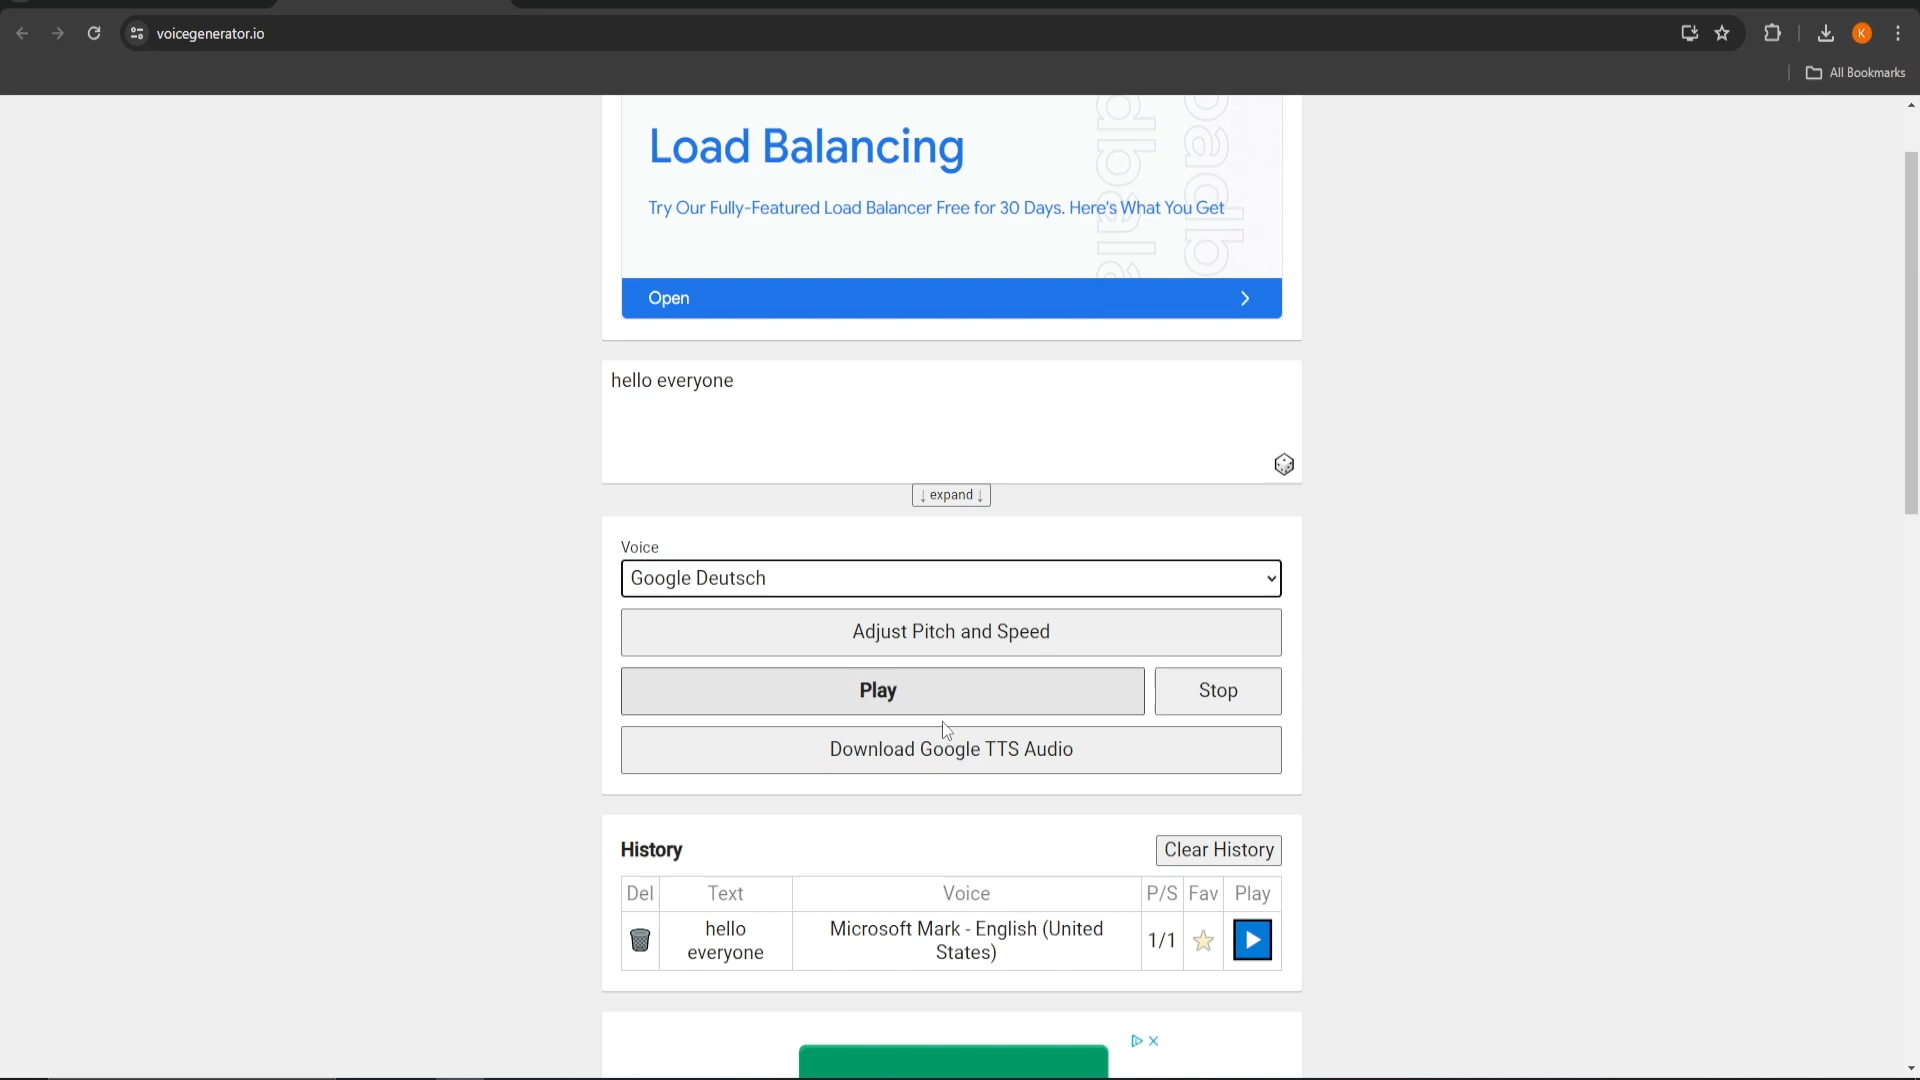 voicegenerator.io
K
All Bookmarks
Load Balancing
Try Our Fully-Featured Load Balancer Free for 30 Days. Here's What You Get
Open
hello everyone
↓ expand ↓
Voice
Google Deutsch
Adjust Pitch and Speed
Play
Stop
Download Google TTS Audio
History
Clear History
Del Text Voice P/S Fav Play
hello everyone Microsoft Mark - English (United States) 1/1